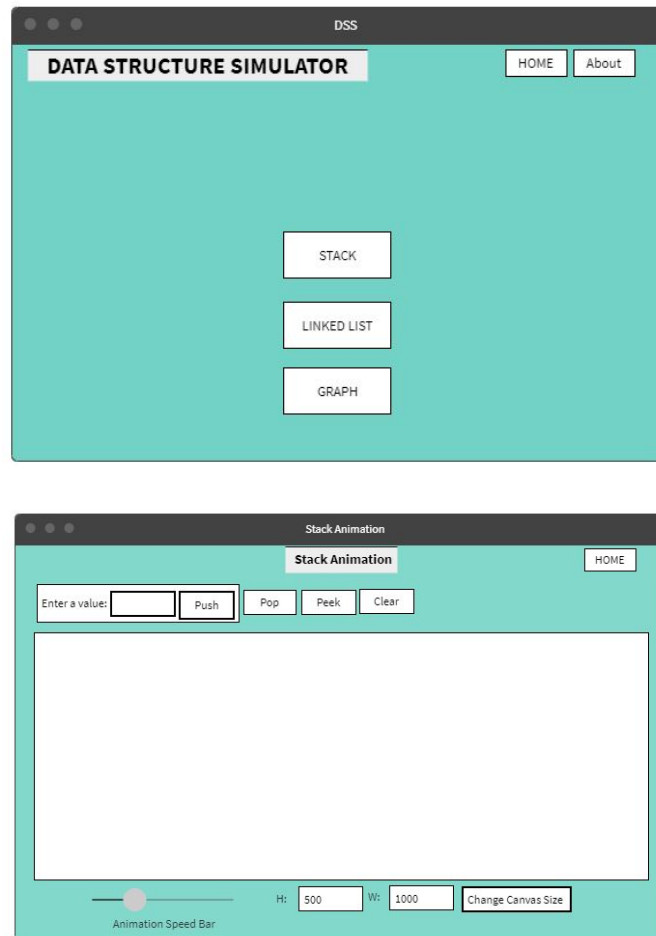 DSS
DATA STRUCTURE SIMULATOR
HOME About
STACK
LINKED LIST
GRAPH
Stack Animation
Stack Animation
HOME
Enter a value: Push Pop Peek Clear
H: 500 W: 1000 Change Canvas Size
Animation Speed Bar